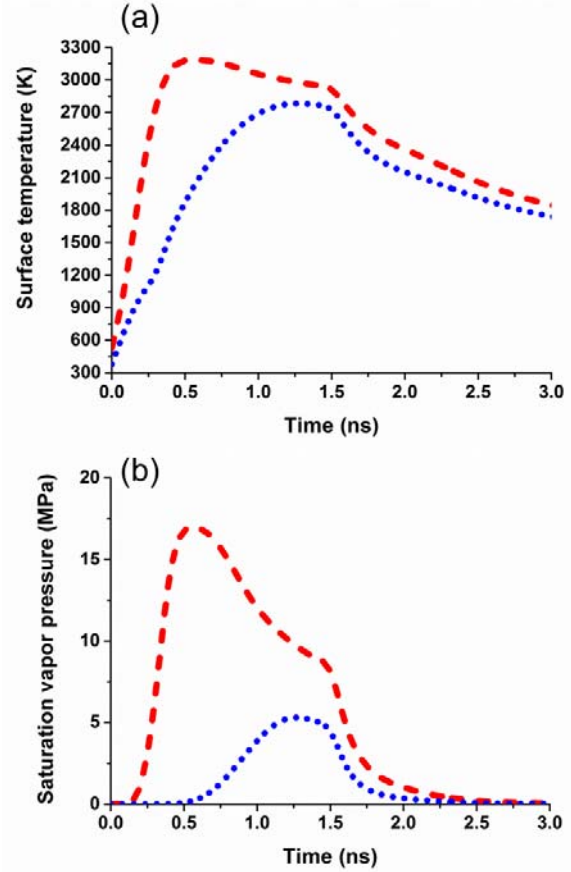 (a)
Surface temperature (K)
3300
3000
2700
2400
2100
1800
1500
1200
900
600
300
0.0 0.5 1.0 1.5 2.0 2.5 3.0
Time (ns)
(b)
Saturation vapor pressure (MPa)
20
15
10
5
0
0.0 0.5 1.0 1.5 2.0 2.5 3.0
Time (ns)